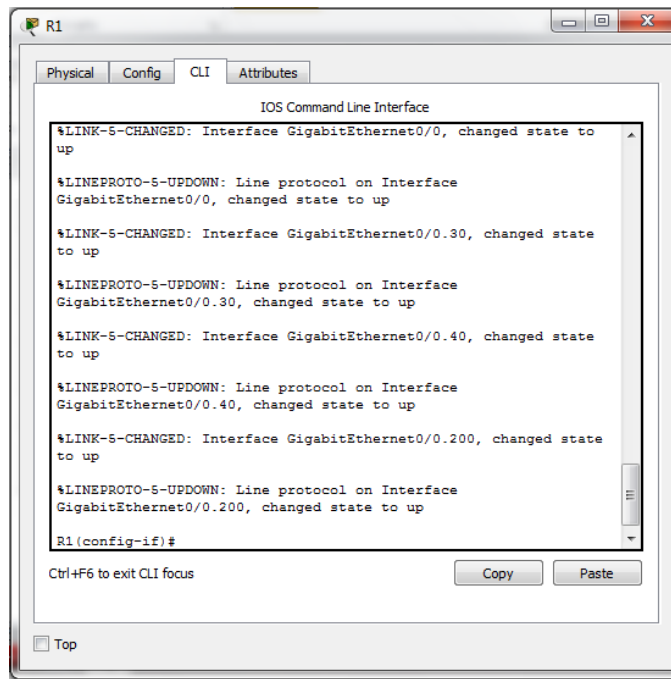 R1
Physical Config CLI Attributes
IOS Command Line Interface
%LINK-5-CHANGED: Interface GigabitEthernet0/0, changed state to
up
%LINEPROTO-5-UPDOWN: Line protocol on Interface
GigabitEthernet0/0, changed state to up
%LINK-5-CHANGED: Interface GigabitEthernet0/0.30, changed state
to up
%LINEPROTO-5-UPDOWN: Line protocol on Interface
GigabitEthernet0/0.30, changed state to up
%LINK-5-CHANGED: Interface GigabitEthernet0/0.40, changed state
to up
%LINEPROTO-5-UPDOWN: Line protocol on Interface
GigabitEthernet0/0.40, changed state to up
%LINK-5-CHANGED: Interface GigabitEthernet0/0.200, changed state
to up
%LINEPROTO-5-UPDOWN: Line protocol on Interface
GigabitEthernet0/0.200, changed state to up
R1(config-if)#
Ctrl+F6 to exit CLI focus Copy Paste
Top